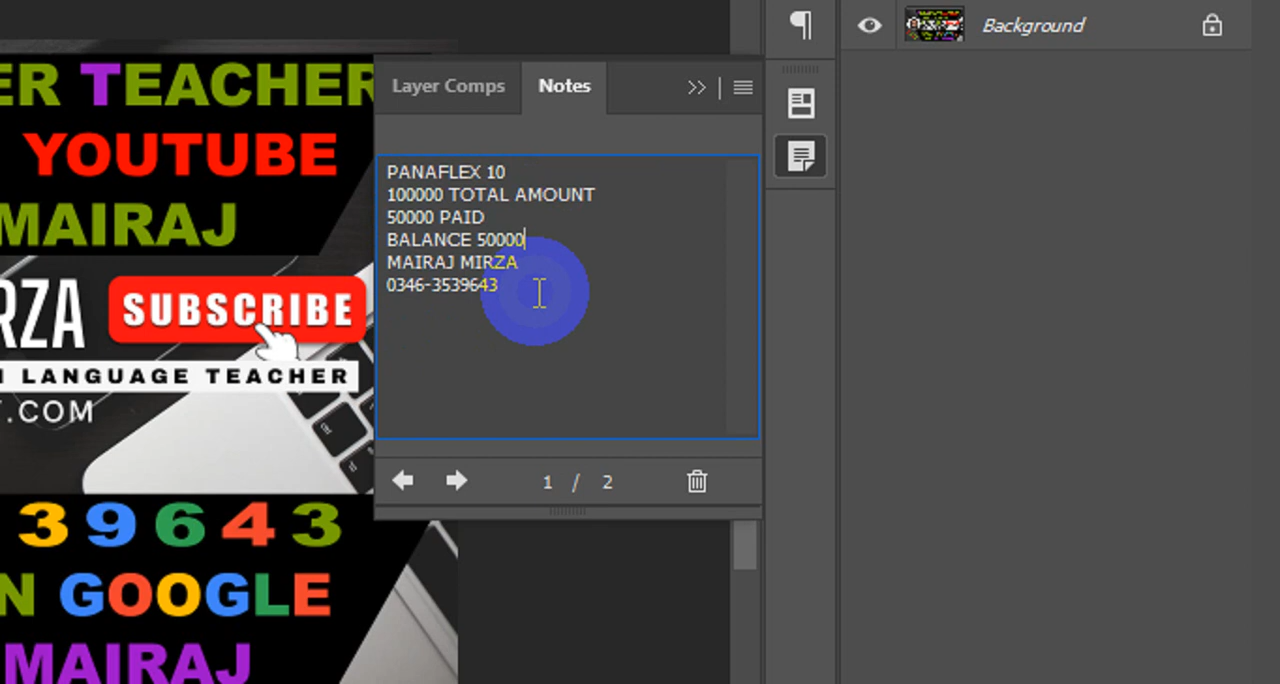 ER TEACHER
YOUTUBE
MAIRAJ
RZA
SUBSCRIBE
LANGUAGE TEACHER
.COM
39643
N GOOGLE
MAIRAJ
Layer Comps
Notes
PANAFLEX 10
100000 TOTAL AMOUNT
50000 PAID
BALANCE 50000
MAIRAJ MIRZA
0346-3539643
1 / 2
Background